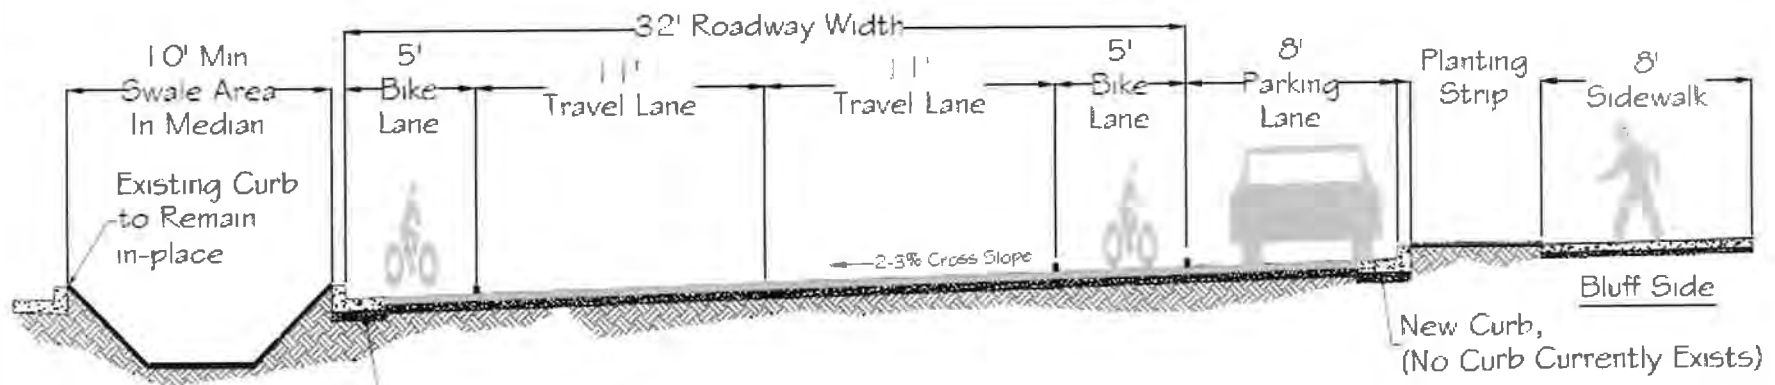 32' Roadway Width
10' Min
Swale Area
In Median
5'
Bike
Lane
11'
Travel Lane
11'
Travel Lane
5'
Bike
Lane
8'
Parking
Lane
Planting
Strip
8'
Sidewalk
Existing Curb
to Remain
in-place
2-3% Cross Slope
Bluff Side
New Curb,
(No Curb Currently Exists)